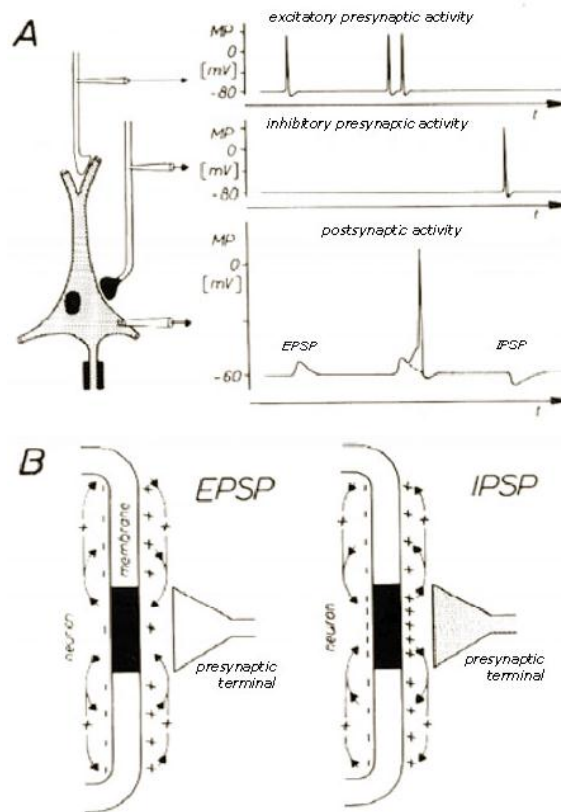 A
excitatory presynaptic activity
MP
0
[mV]
-80
t
inhibitory presynaptic activity
MP
0
[mV]
-80
t
postsynaptic activity
MP
0
[mV]
EPSP
IPSP
-60
t
B
EPSP
membrane
neuron
presynaptic
terminal
IPSP
neuron
presynaptic
terminal